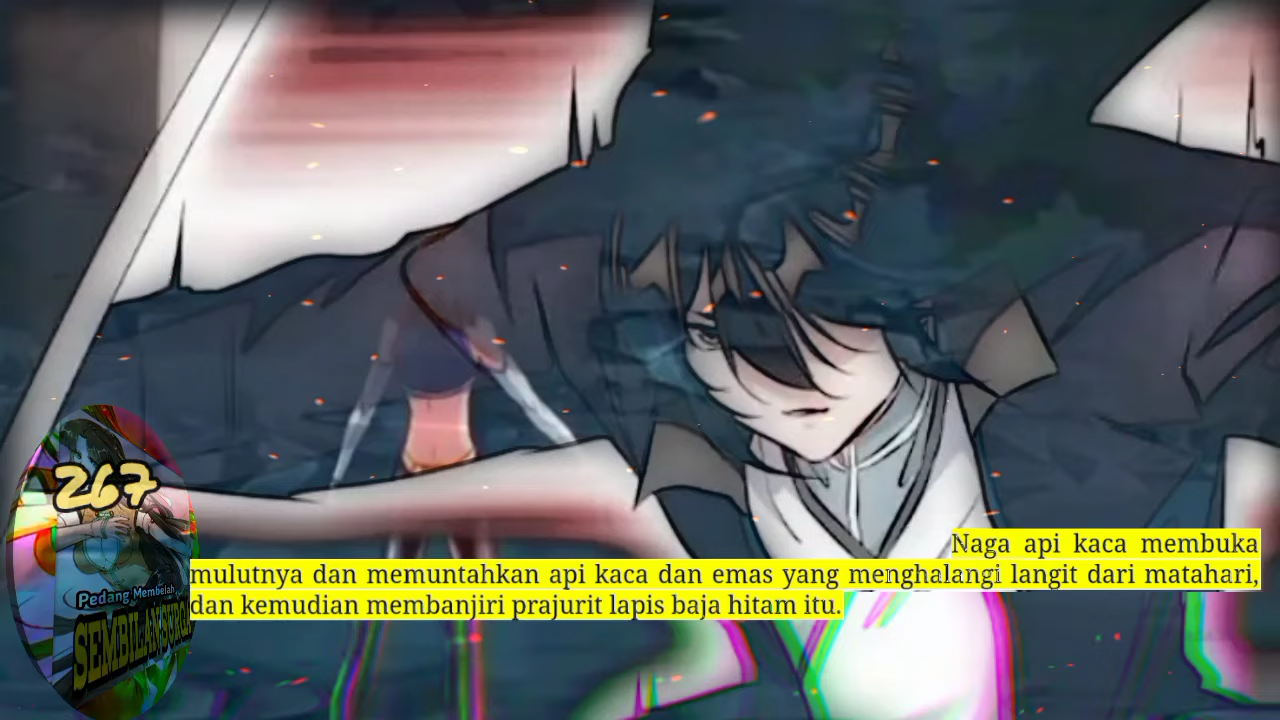 267
Pedang Membelah
SEMBILAN SURGA
Naga api kaca membuka
mulutnya dan memuntahkan api kaca dan emas yang menghalangi langit dari matahari,
dan kemudian membanjiri prajurit lapis baja hitam itu.